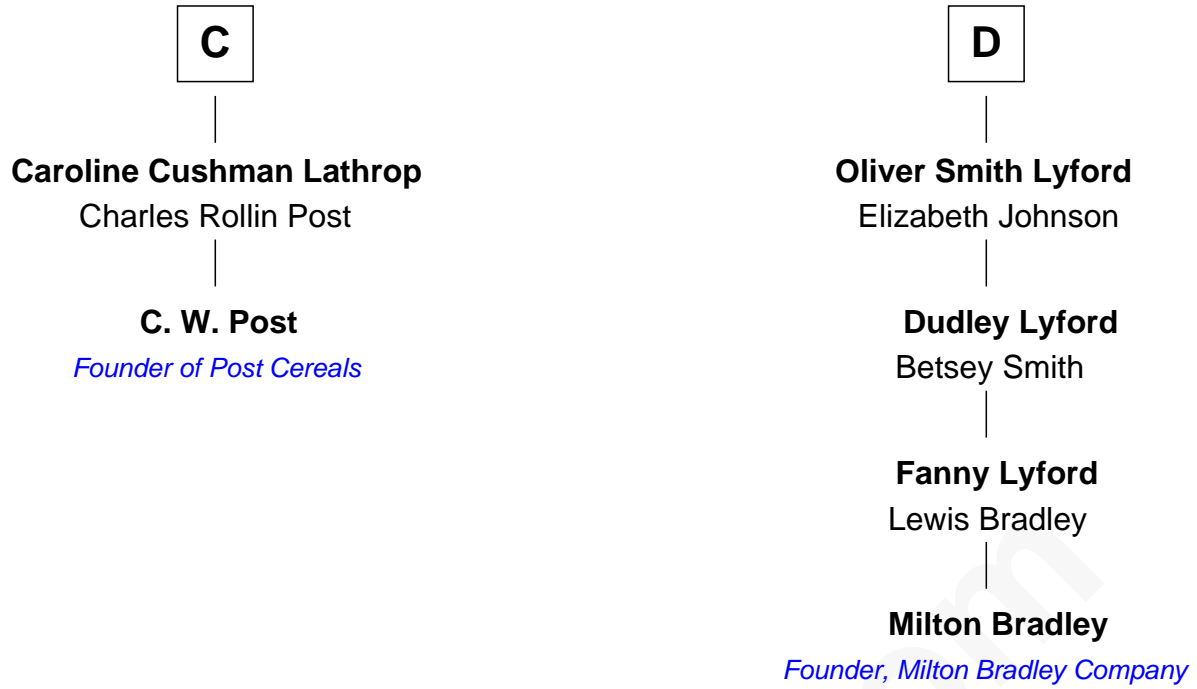 C
Caroline Cushman Lathrop
Charles Rollin Post
C. W. Post
Founder of Post Cereals
D
Oliver Smith Lyford
Elizabeth Johnson
Dudley Lyford
Betsey Smith
Fanny Lyford
Lewis Bradley
Milton Bradley
Founder, Milton Bradley Company